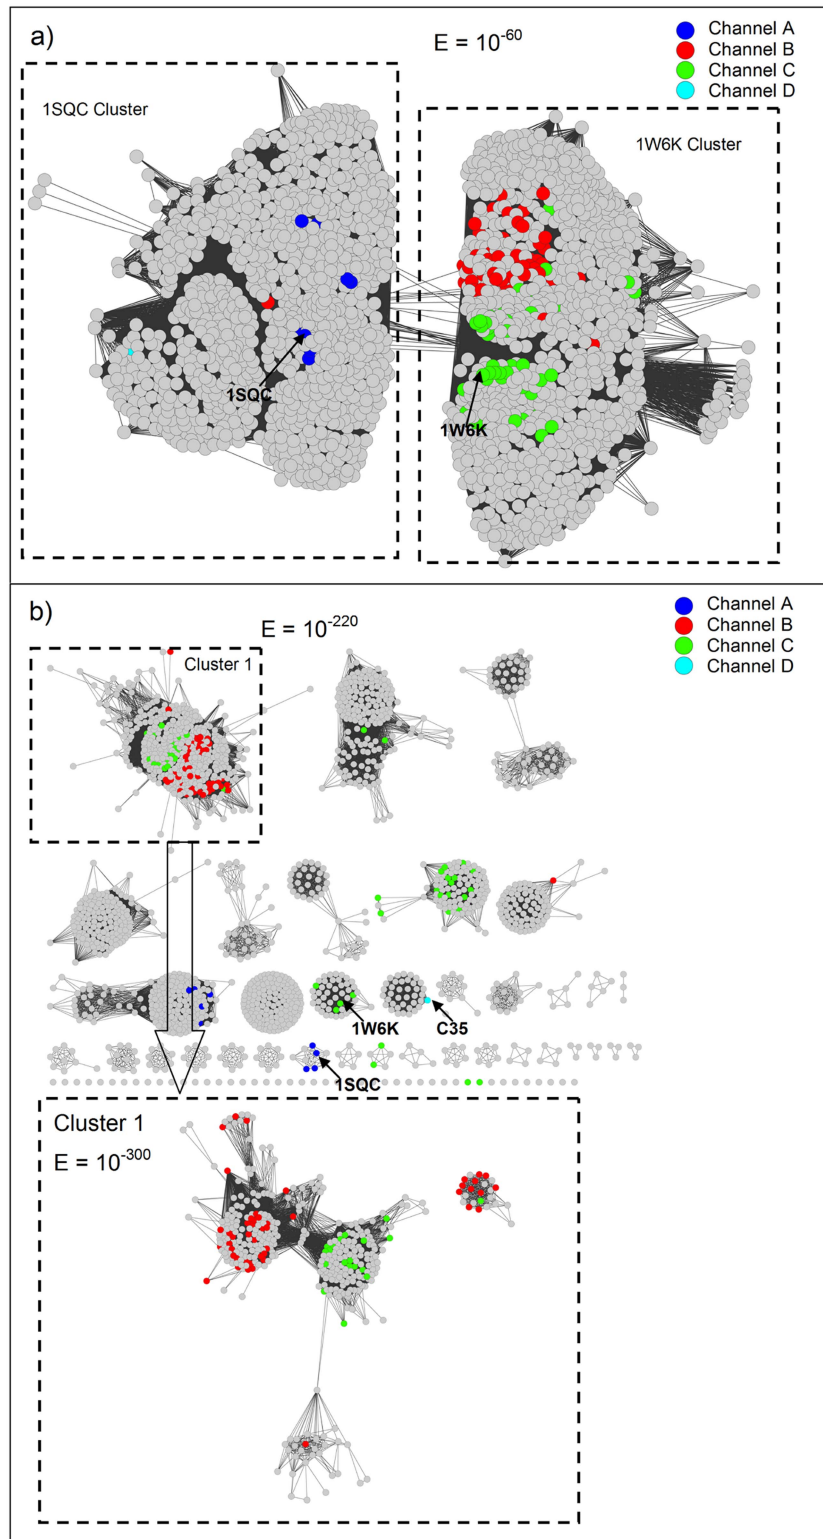 a)
E = 10-60
Channel A
Channel B
Channel C
Channel D
1SQC Cluster
1W6K Cluster
1SQC
1W6K
b)
E = 10-220
Channel A
Channel B
Channel C
Channel D
Cluster 1
1W6K
C35
1SQC
Cluster 1
E = 10-300